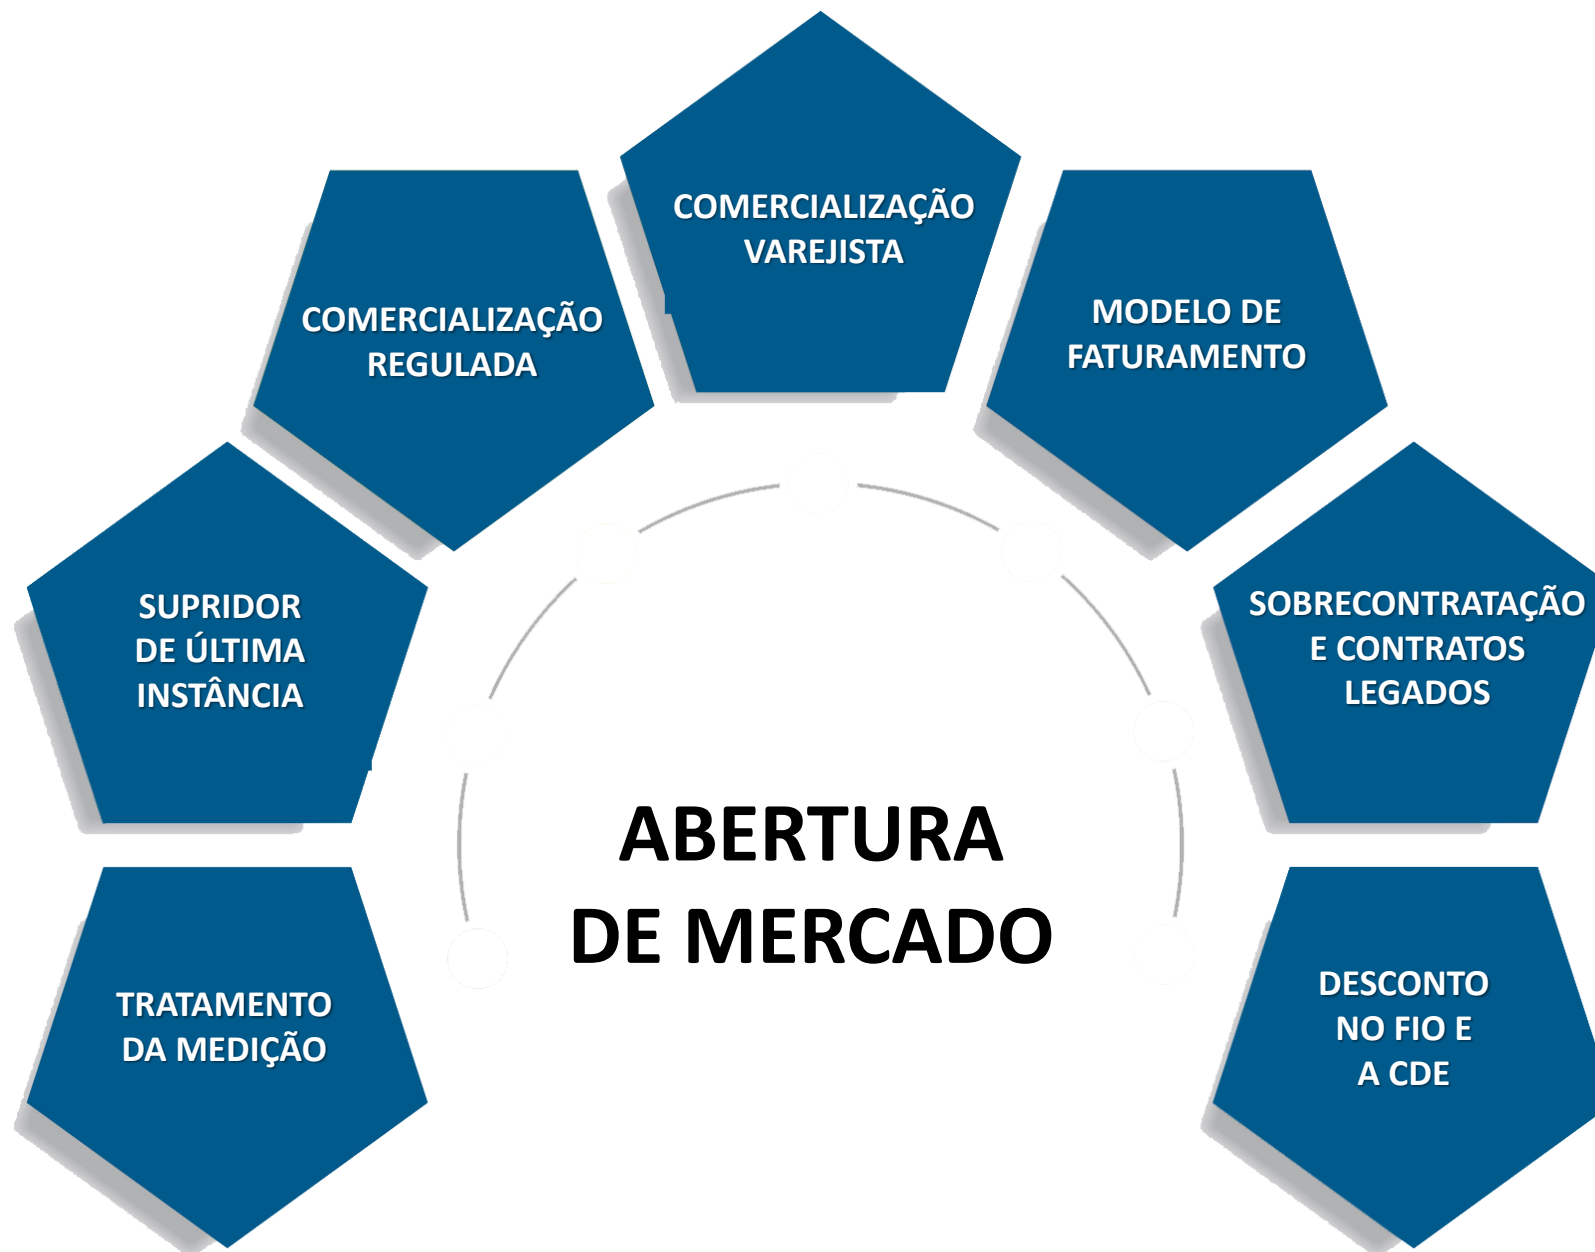 COMERCIALIZAÇÃO
VAREJISTA
COMERCIALIZAÇÃO
REGULADA
MODELO DE
FATURAMENTO
SUPRIDOR
DE ÚLTIMA
INSTÂNCIA
SOBRECONTRATAÇÃO
E CONTRATOS
LEGADOS
ABERTURA
DE MERCADO
TRATAMENTO
DA MEDIÇÃO
DESCONTO
NO FIO E
A CDE